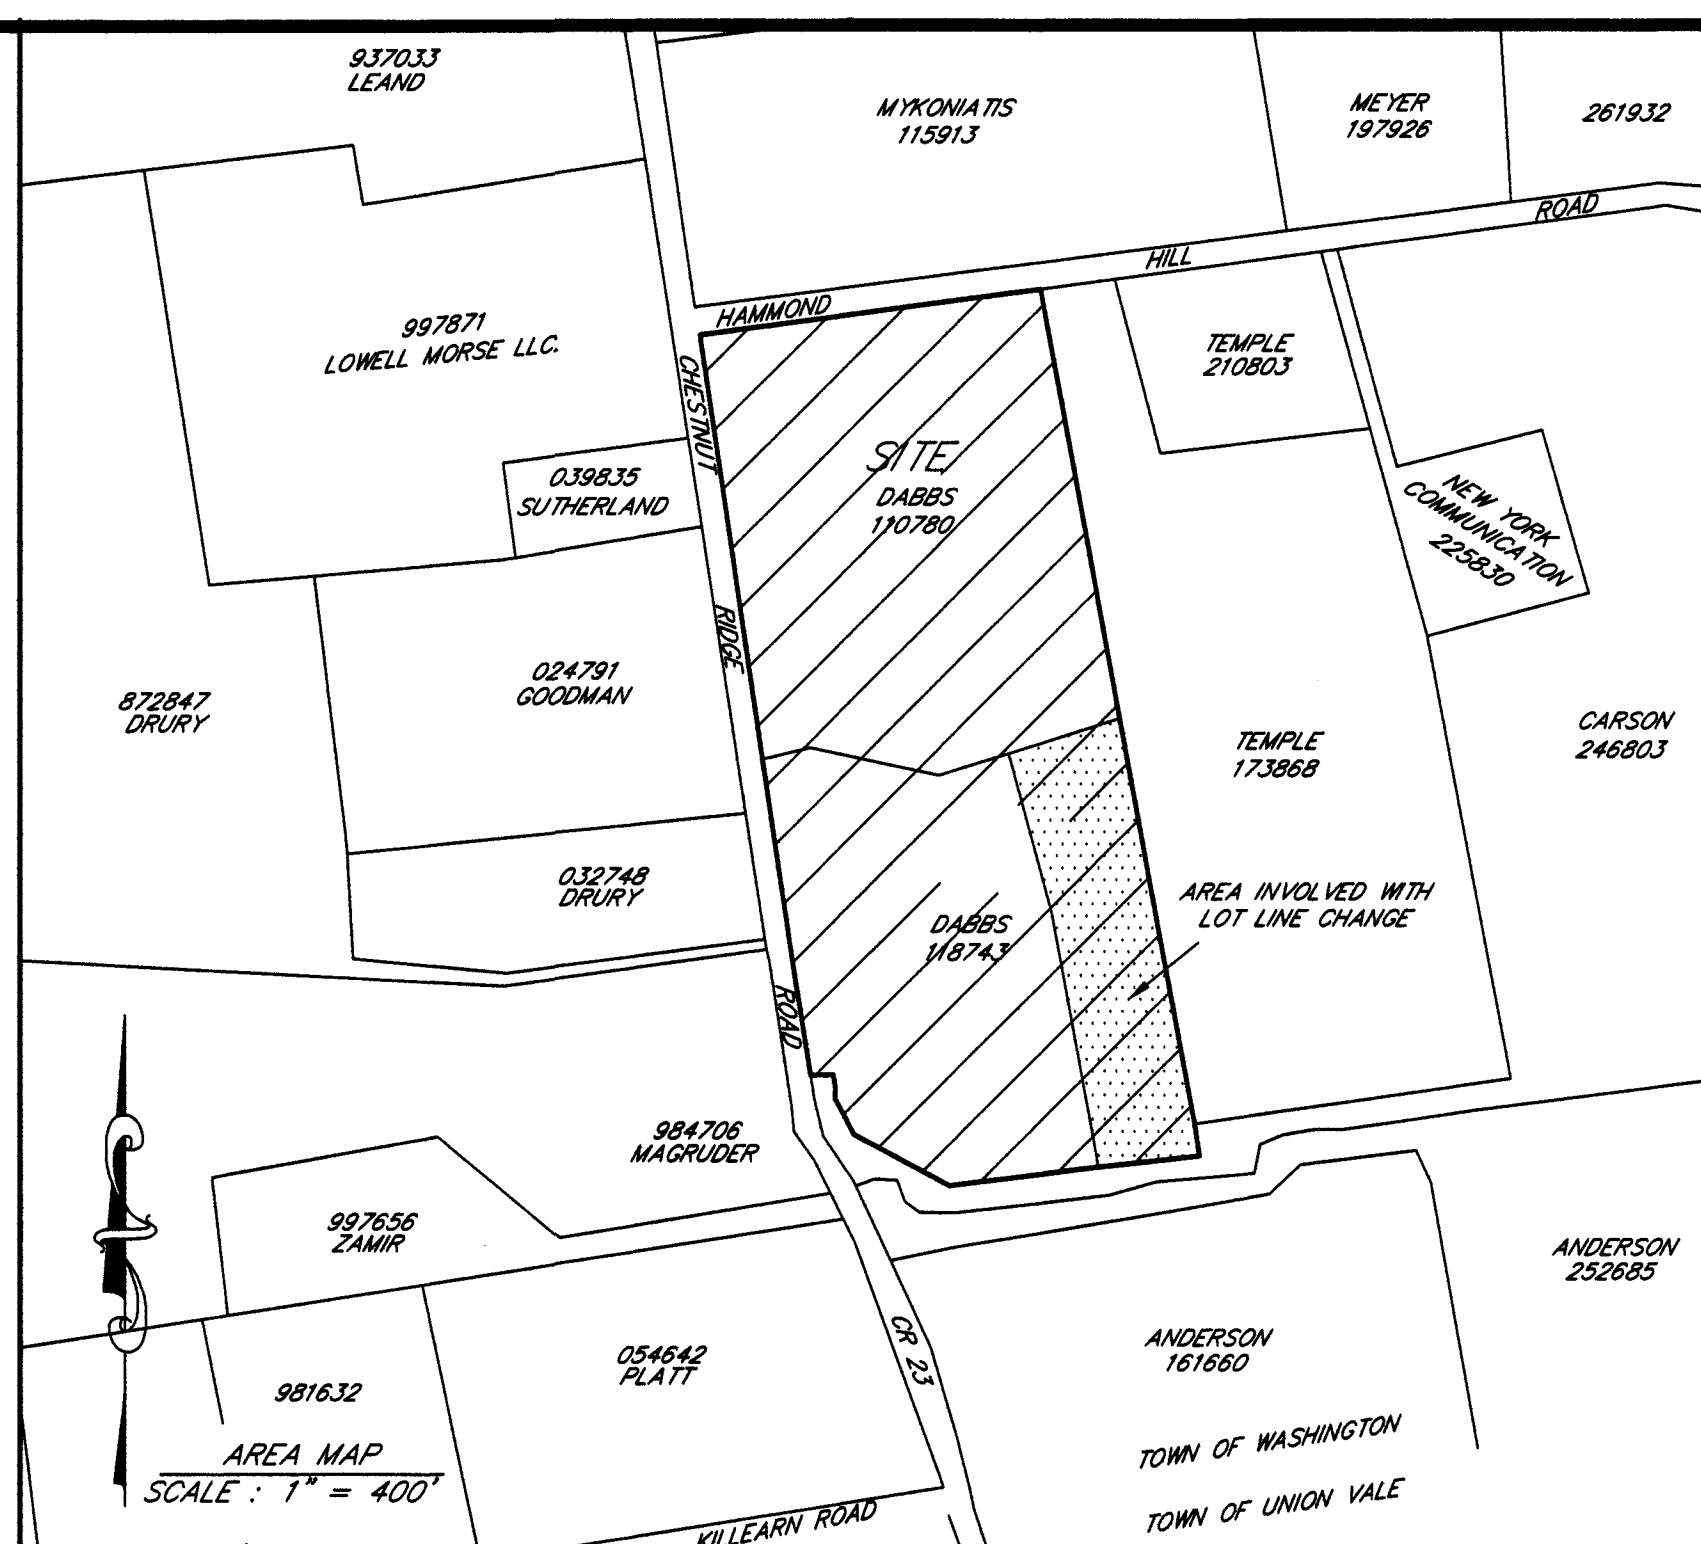 937033
LEAND
MYKONIATIS
115913
MEYER
197926
261932
HAMMOND HILL ROAD
997871
LOWELL MORSE LLC.
CHESTNUT RIDGE ROAD
TEMPLE
210803
039835
SUTHERLAND
SITE
DABBS
110780
NEW YORK
COMMUNICATION
225830
872847
DRURY
024791
GOODMAN
TEMPLE
173868
CARSON
246803
032748
DRURY
DABBS
118743
AREA INVOLVED WITH
LOT LINE CHANGE
984706
MAGRUDER
997656
ZAMIR
ANDERSON
252685
CR 23
054642
PLATT
ANDERSON
161660
981632
AREA MAP
SCALE : 1" = 400'
TOWN OF WASHINGTON
TOWN OF UNION VALE
KILLEARN ROAD